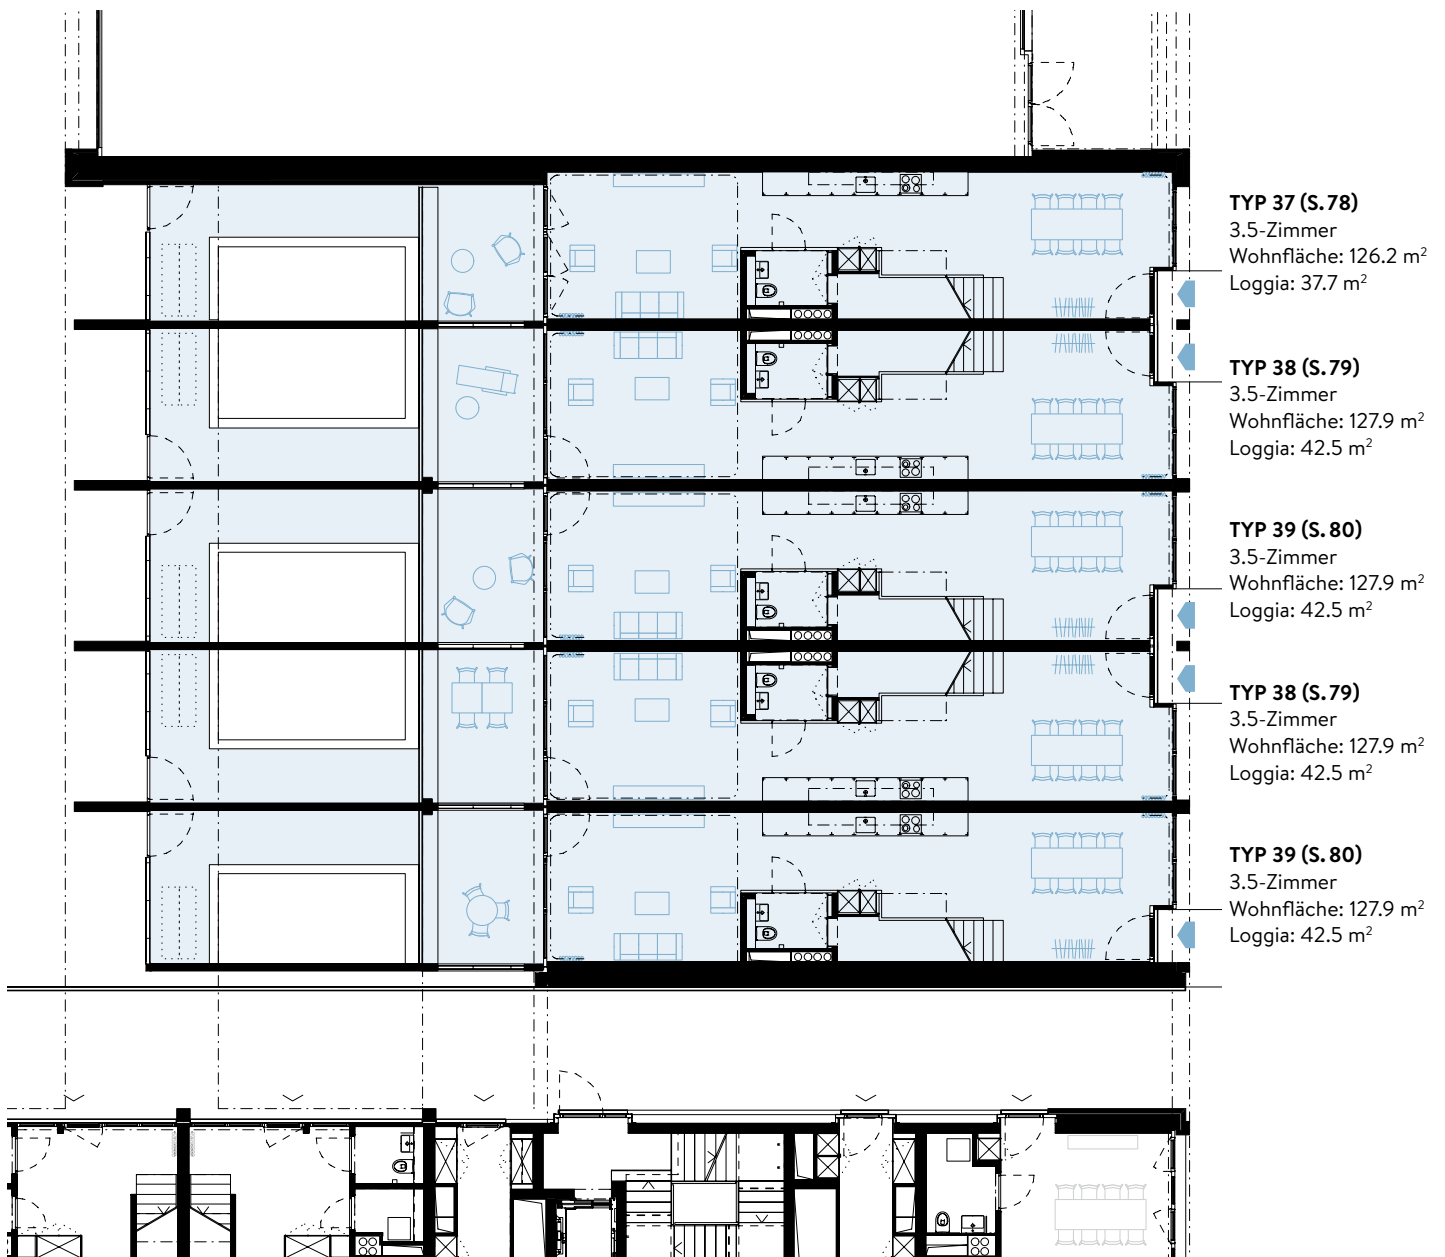 TYP 37 (S. 78)
3.5-Zimmer
Wohnfläche: 126.2 m²
Loggia: 37.7 m²
TYP 38 (S. 79)
3.5-Zimmer
Wohnfläche: 127.9 m²
Loggia: 42.5 m²
TYP 39 (S. 80)
3.5-Zimmer
Wohnfläche: 127.9 m²
Loggia: 42.5 m²
TYP 38 (S. 79)
3.5-Zimmer
Wohnfläche: 127.9 m²
Loggia: 42.5 m²
TYP 39 (S. 80)
3.5-Zimmer
Wohnfläche: 127.9 m²
Loggia: 42.5 m²